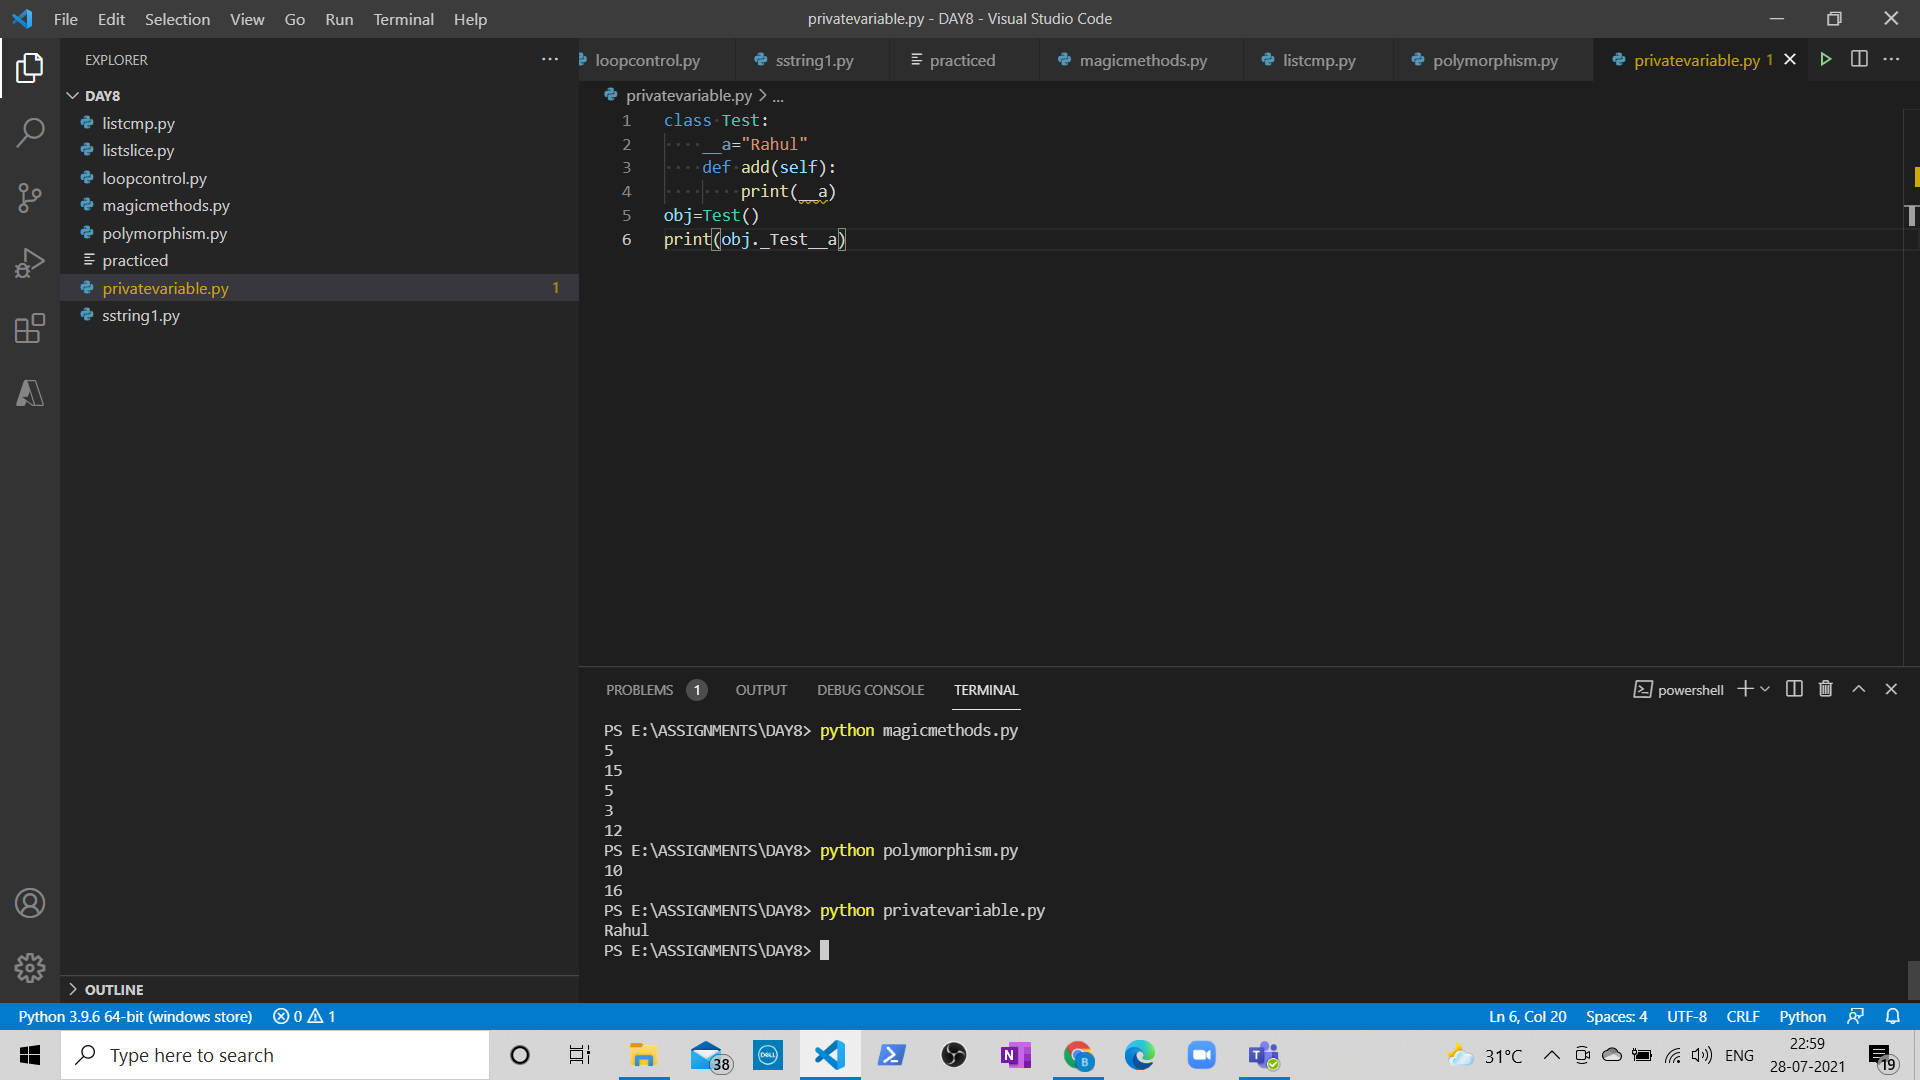 File Edit Selection View Go Run Terminal Help privatevariable.py - DAY8 - Visual Studio Code
EXPLORER
loopcontrol.py sstring1.py practiced magicmethods.py listcmp.py polymorphism.py privatevariable.py 1
DAY8
listcmp.py
listslice.py
loopcontrol.py
magicmethods.py
polymorphism.py
practiced
privatevariable.py 1
sstring1.py
OUTLINE
privatevariable.py > ...
1 class Test:
2 __a="Rahul"
3 def add(self):
4 print(__a)
5 obj=Test()
6 print(obj._Test__a)
PROBLEMS 1 OUTPUT DEBUG CONSOLE TERMINAL powershell
PS E:\ASSIGNMENTS\DAY8> python magicmethods.py
5
15
5
3
12
PS E:\ASSIGNMENTS\DAY8> python polymorphism.py
10
16
PS E:\ASSIGNMENTS\DAY8> python privatevariable.py
Rahul
PS E:\ASSIGNMENTS\DAY8>
Python 3.9.6 64-bit (windows store) 0 1 Ln 6, Col 20 Spaces: 4 UTF-8 CRLF Python
Type here to search 38 DELL N B T 31°C ENG 22:59 19
28-07-2021